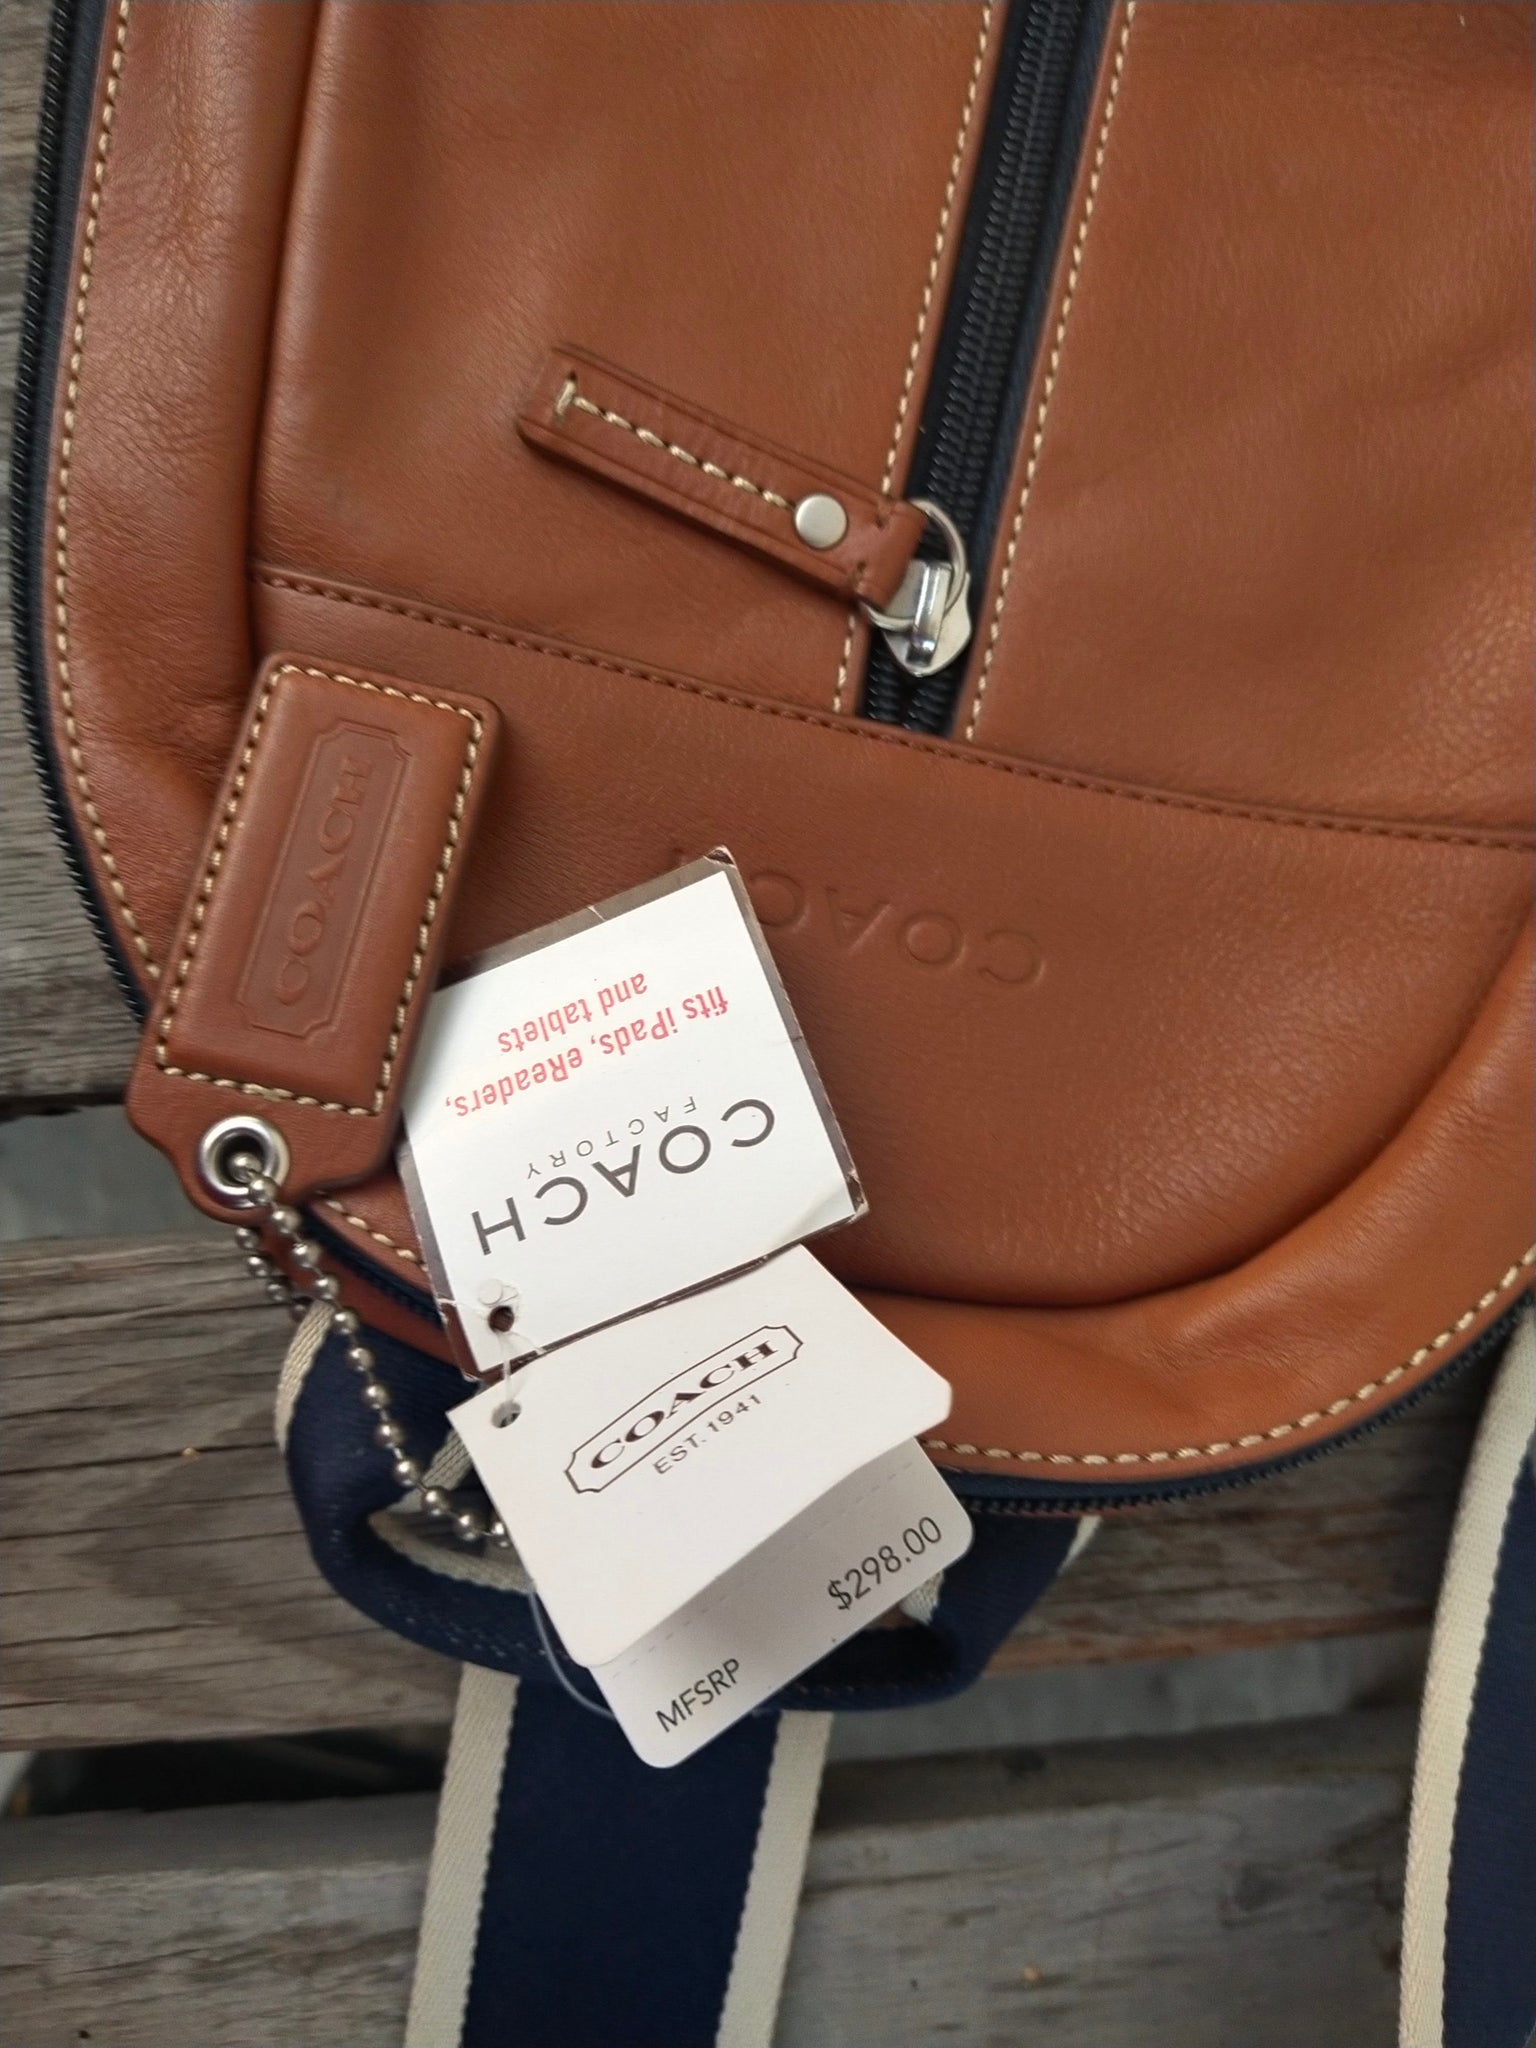 COACH
COACH
COACH
FACTORY
fits iPads, eReaders,
and tablets
COACH
EST. 1941
MFSRP
$298.00